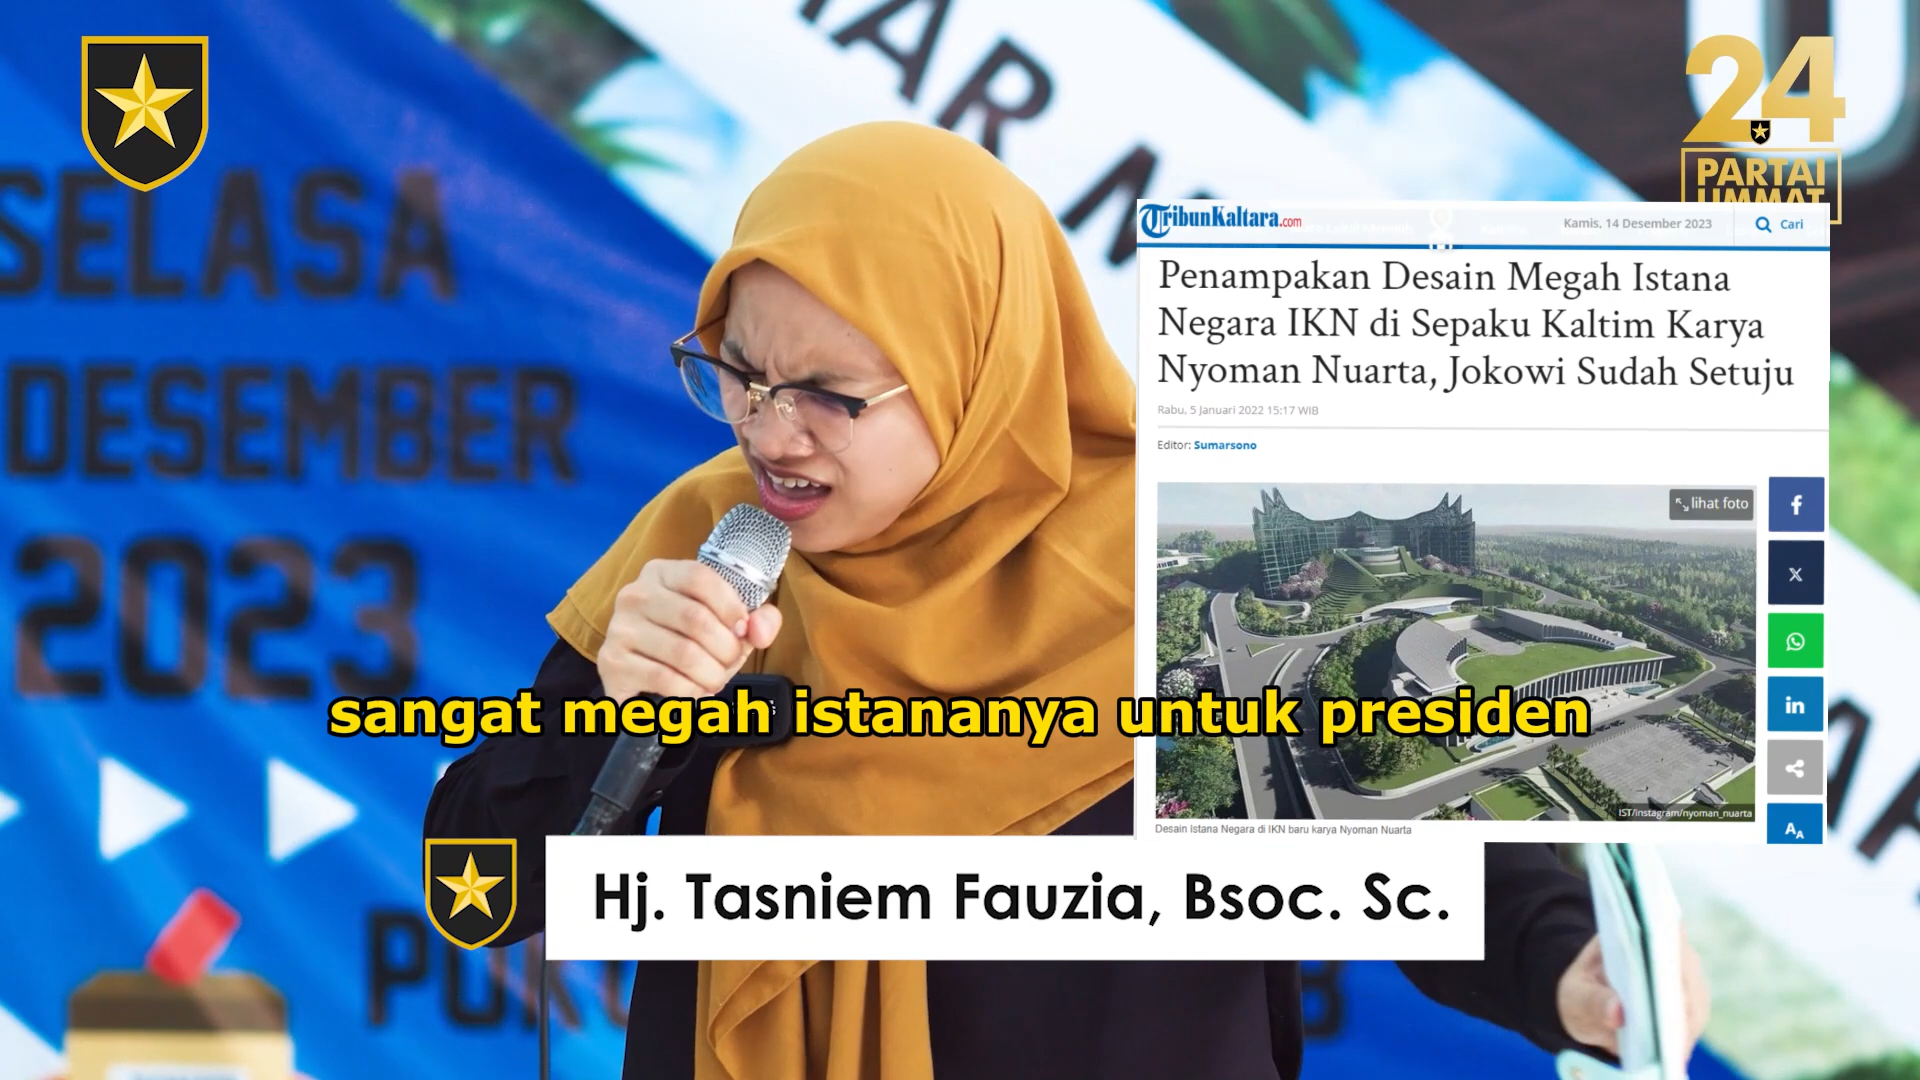 24
PARTAI
UMMAT
AR M
SELASA
DESEMBER
2023
TribunKaltara.com
Kamis, 14 Desember 2023
Cari
Penampakan Desain Megah Istana
Negara IKN di Sepaku Kaltim Karya
Nyoman Nuarta, Jokowi Sudah Setuju
Rabu, 5 Januari 2022 15:17 WIB
Editor: Sumarsono
lihat foto
IST/instagram/nyoman_nuarta
Desain Istana Negara di IKN baru karya Nyoman Nuarta
sangat megah istananya untuk presiden
Hj. Tasniem Fauzia, Bsoc. Sc.